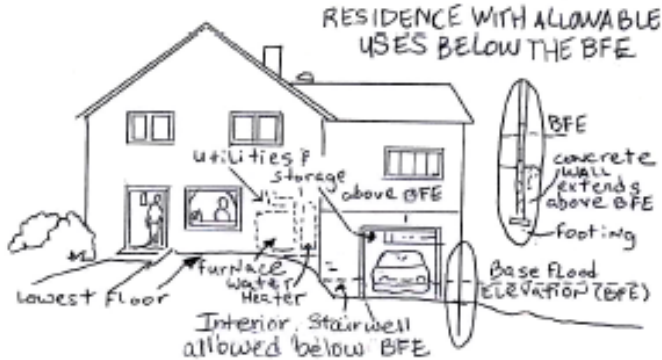 RESIDENCE WITH ALLOWABLE
USES BELOW THE BFE
BFE
concrete
WALL
extends
above BFE
footing
utilities &
storage
above BFE
furnace
water
Heater
Lowest Floor
Base Flood
ELEVATION (BFE)
Interior Stairwell
allowed below BFE